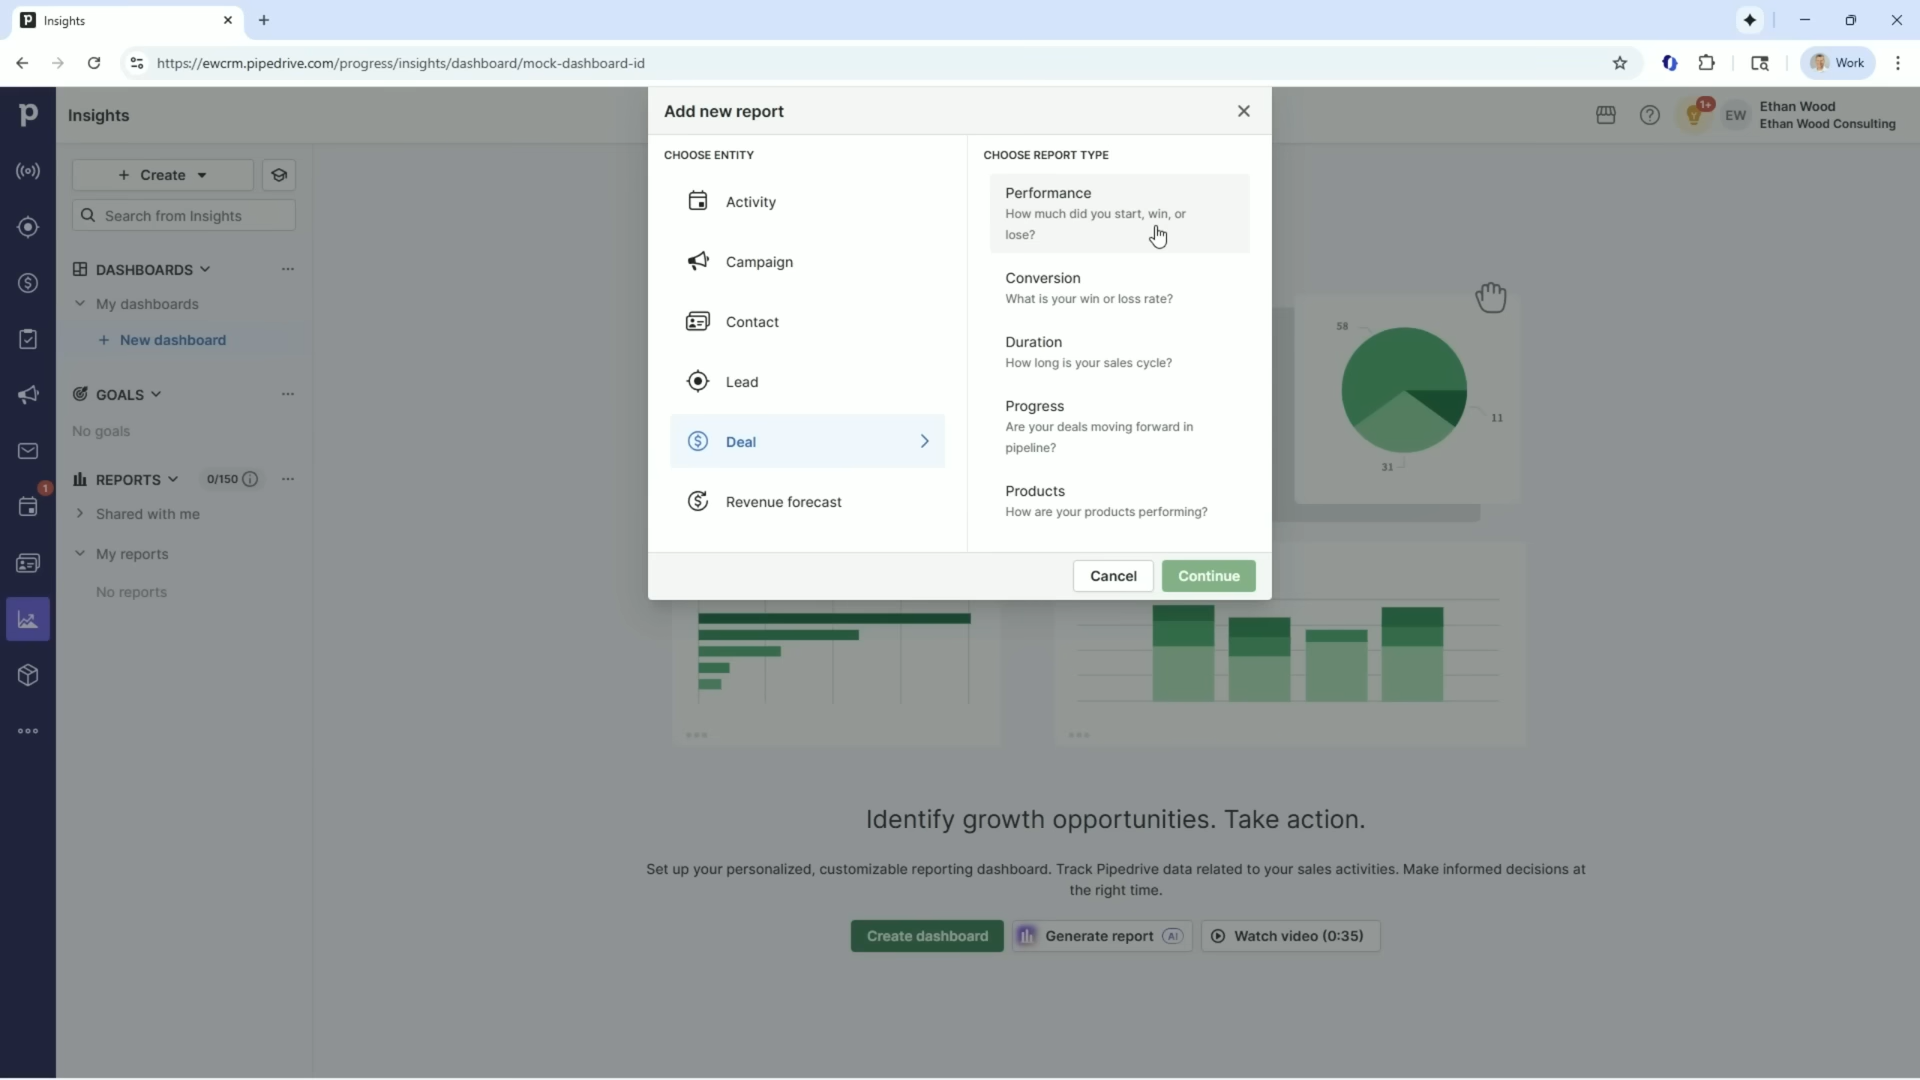 Insights
https://ewcrm.pipedrive.com/progress/insights/dashboard/mock-dashboard-id
Work
Insights
1+
EW
Ethan Wood
Ethan Wood Consulting
Create
Search from Insights
DASHBOARDS
My dashboards
+ New dashboard
GOALS
No goals
REPORTS
0/150
Shared with me
My reports
No reports
1
Add new report
CHOOSE ENTITY
Activity
Campaign
Contact
Lead
Deal
Revenue forecast
CHOOSE REPORT TYPE
Performance
How much did you start, win, or
lose?
Conversion
What is your win or loss rate?
Duration
How long is your sales cycle?
Progress
Are your deals moving forward in
pipeline?
Products
How are your products performing?
Cancel
Continue
58
11
31
Identify growth opportunities. Take action.
Set up your personalized, customizable reporting dashboard. Track Pipedrive data related to your sales activities. Make informed decisions at
the right time.
Create dashboard
Generate report AI
Watch video (0:35)